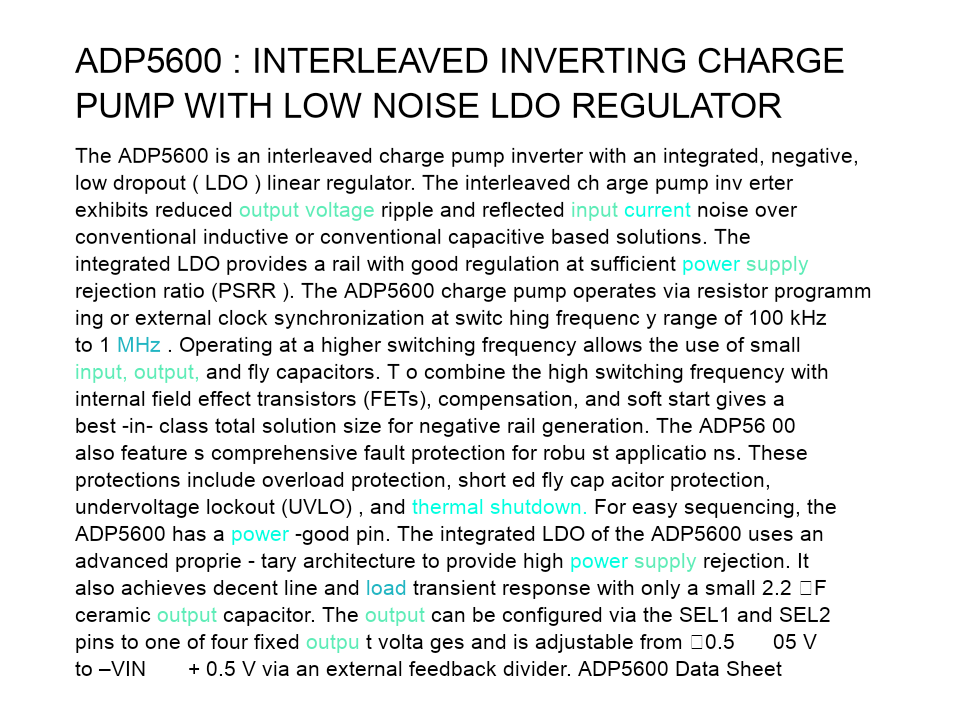 ADP5600 : INTERLEAVED INVERTING CHARGE
PUMP WITH LOW NOISE LDO REGULATOR
The ADP5600 is an interleaved charge pump inverter with an integrated, negative,
low dropout ( LDO ) linear regulator. The interleaved ch arge pump inv erter
exhibits reduced output voltage ripple and reflected input current noise over
conventional inductive or conventional capacitive based solutions. The
integrated LDO provides a rail with good regulation at sufficient power supply
rejection ratio (PSRR ). The ADP5600 charge pump operates via resistor programm
ing or external clock synchronization at switc hing frequenc y range of 100 kHz
to 1 MHz . Operating at a higher switching frequency allows the use of small
input, output, and fly capacitors. T o combine the high switching frequency with
internal field effect transistors (FETs), compensation, and soft start gives a
best -in- class total solution size for negative rail generation. The ADP56 00
also feature s comprehensive fault protection for robu st applicatio ns. These
protections include overload protection, short ed fly cap acitor protection,
undervoltage lockout (UVLO) , and thermal shutdown. For easy sequencing, the
ADP5600 has a power -good pin. The integrated LDO of the ADP5600 uses an
advanced proprie - tary architecture to provide high power supply rejection. It
also achieves decent line and load transient response with only a small 2.2 □F
ceramic output capacitor. The output can be configured via the SEL1 and SEL2
pins to one of four fixed outpu t volta ges and is adjustable from □0.5 05 V
to –VIN + 0.5 V via an external feedback divider. ADP5600 Data Sheet